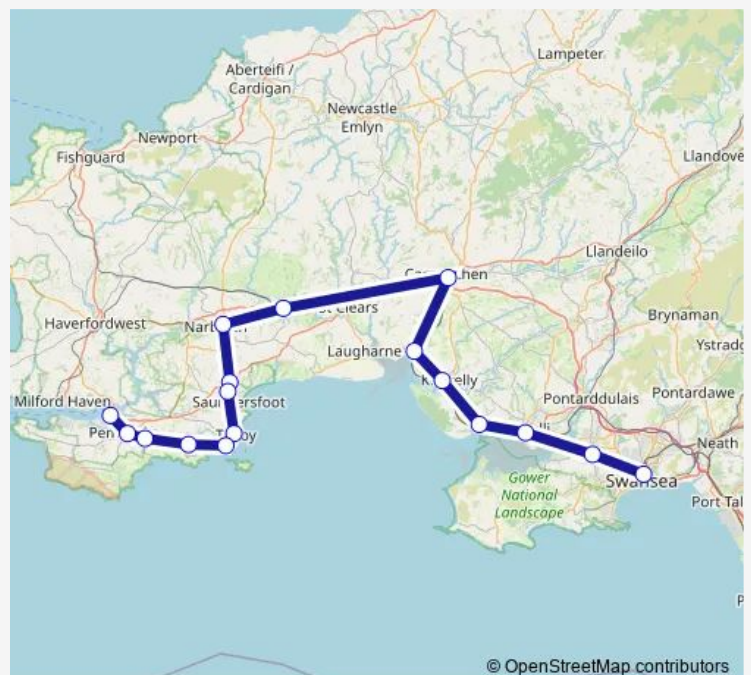 Lampeter
Aberteifi /
Cardigan
Newcastle
Emlyn
Newport
Fishguard
Llandove
Llandeilo
Haverfordwest
Brynaman
Laugharne
Milford Haven
Pontarddulais
Pontardawe
Neath
Swansea
Gower
National
Landscape
Port Tal
© OpenStreetMap contributors